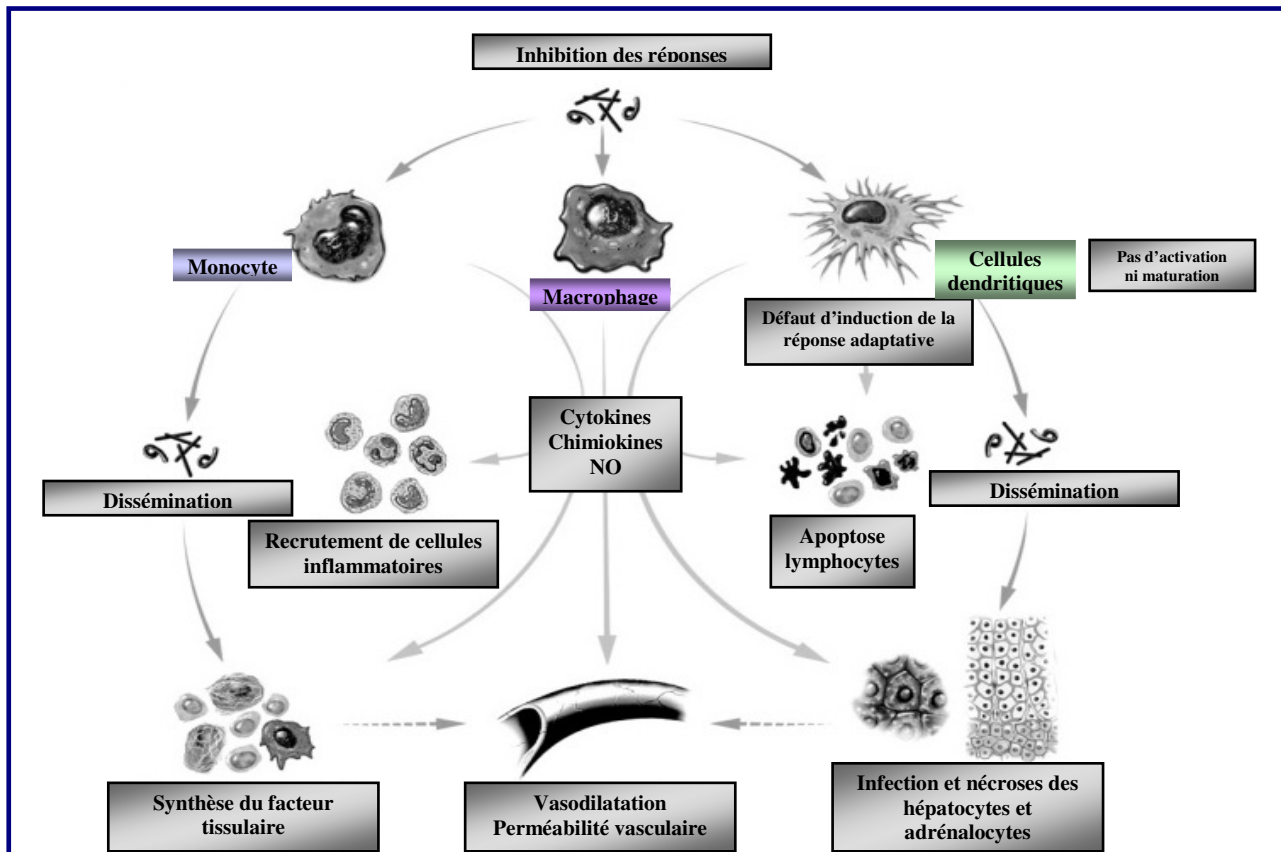 Inhibition des réponses
Monocyte
Macrophage
Cellules
dendritiques
Pas d’activation
ni maturation
Défaut d’induction de la
réponse adaptative
Cytokines
Chimiokines
NO
Dissémination
Recrutement de cellules
inflammatoires
Apoptose
lymphocytes
Dissémination
Synthèse du facteur
tissulaire
Vasodilatation
Perméabilité vasculaire
Infection et nécroses des
hépatocytes et
adrénalocytes